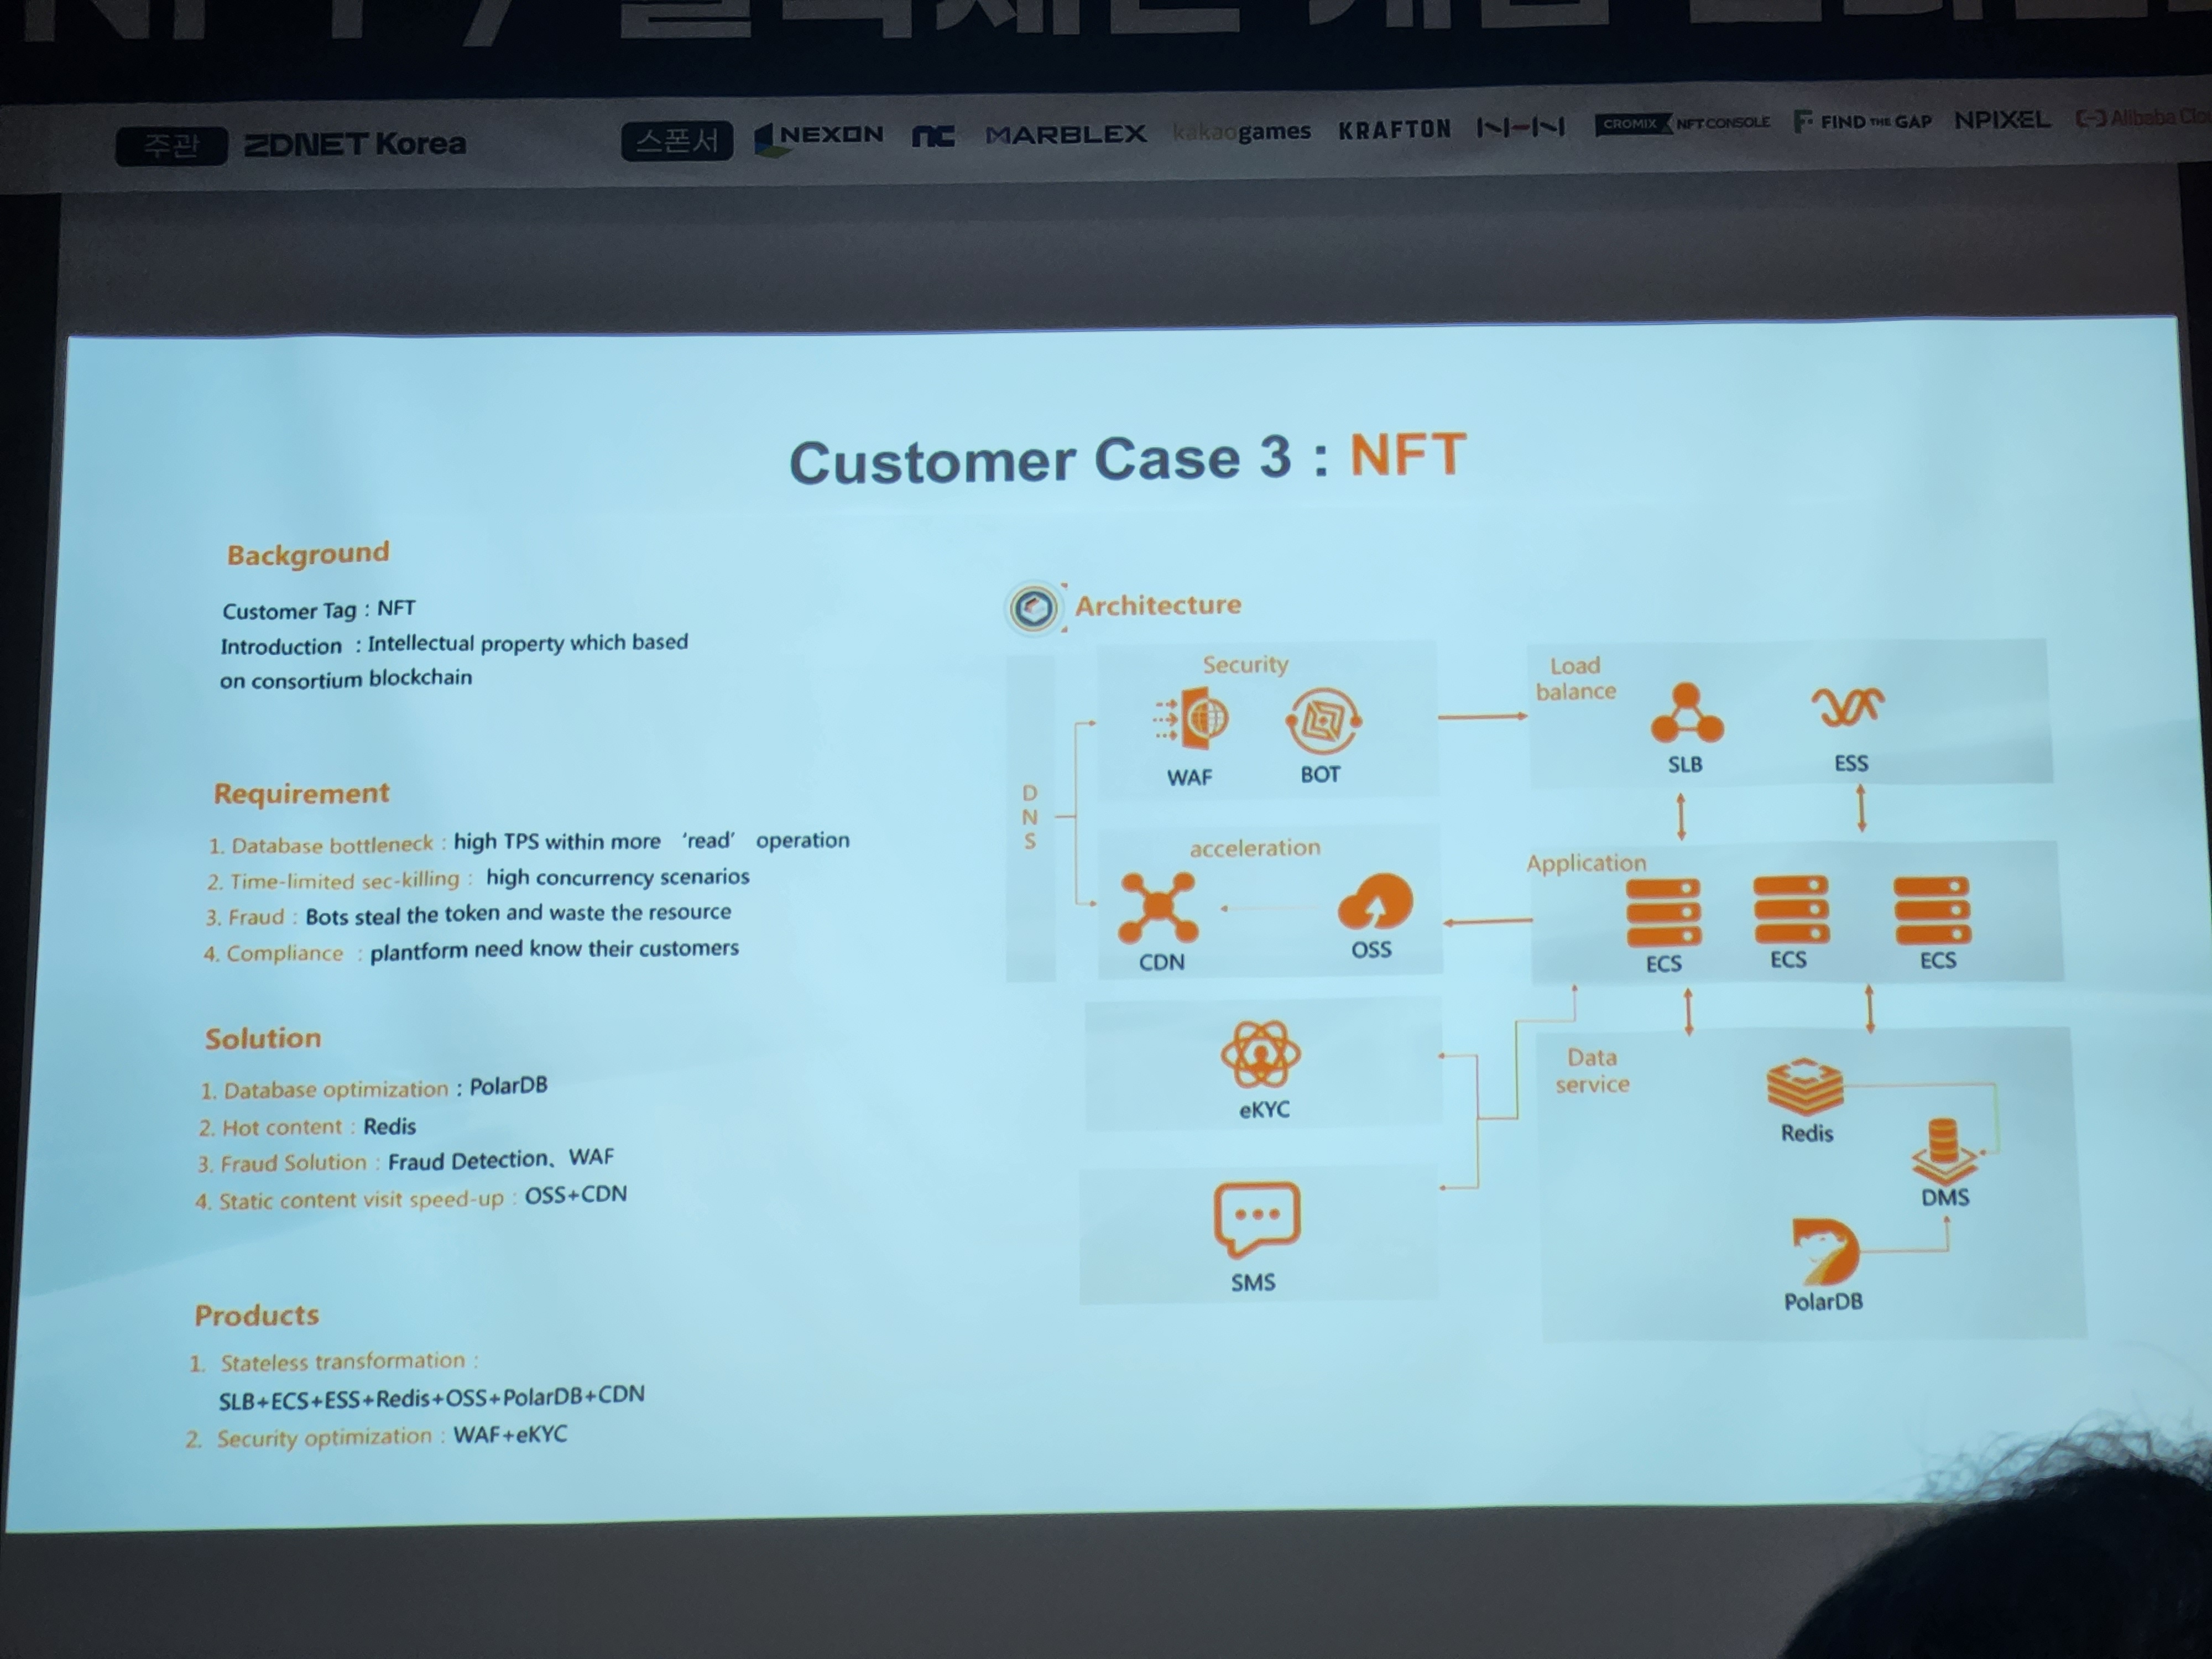 주관 ZDNET Korea 스폰서 NEXON NC MARBLEX kakaogames KRAFTON NHN CROMIX NFTCONSOLE FIND THE GAP NPIXEL Alibaba Clou
Customer Case 3 : NFT
Background
Customer Tag : NFT
Introduction : Intellectual property which based
on consortium blockchain
Requirement
1. Database bottleneck : high TPS within more ‘read’ operation
2. Time-limited sec-killing : high concurrency scenarios
3. Fraud : Bots steal the token and waste the resource
4. Compliance : plantform need know their customers
Solution
1. Database optimization : PolarDB
2. Hot content : Redis
3. Fraud Solution : Fraud Detection、WAF
4. Static content visit speed-up : OSS+CDN
Products
1. Stateless transformation :
SLB+ECS+ESS+Redis+OSS+PolarDB+CDN
2. Security optimization : WAF+eKYC
Architecture
DNS
Security
WAF BOT
acceleration
CDN OSS
eKYC
SMS
Load
balance
SLB ESS
Application
ECS ECS ECS
Data
service
Redis
DMS
PolarDB